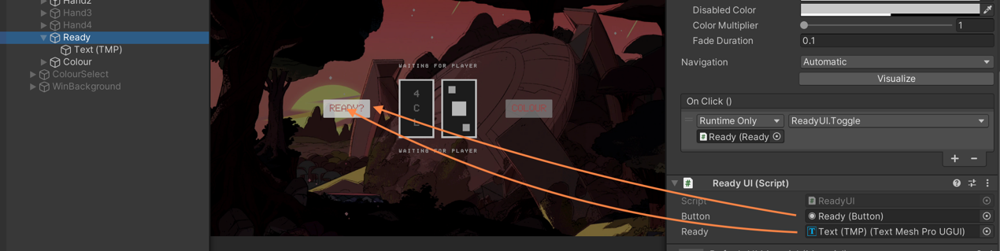 Hand2
Hand3
Hand4
Ready
Text (TMP)
Colour
ColourSelect
WinBackground
WAITING FOR PLAYER
READY?
4
C
L
COLOUR
WAITING FOR PLAYER
Disabled Color
Color Multiplier
1
Fade Duration
0.1
Navigation
Automatic
Visualize
On Click ()
Runtime Only
ReadyUI.Toggle
Ready (Ready
Ready UI (Script)
Script
ReadyUI
Button
Ready (Button)
Ready
Text (TMP) (Text Mesh Pro UGUI)